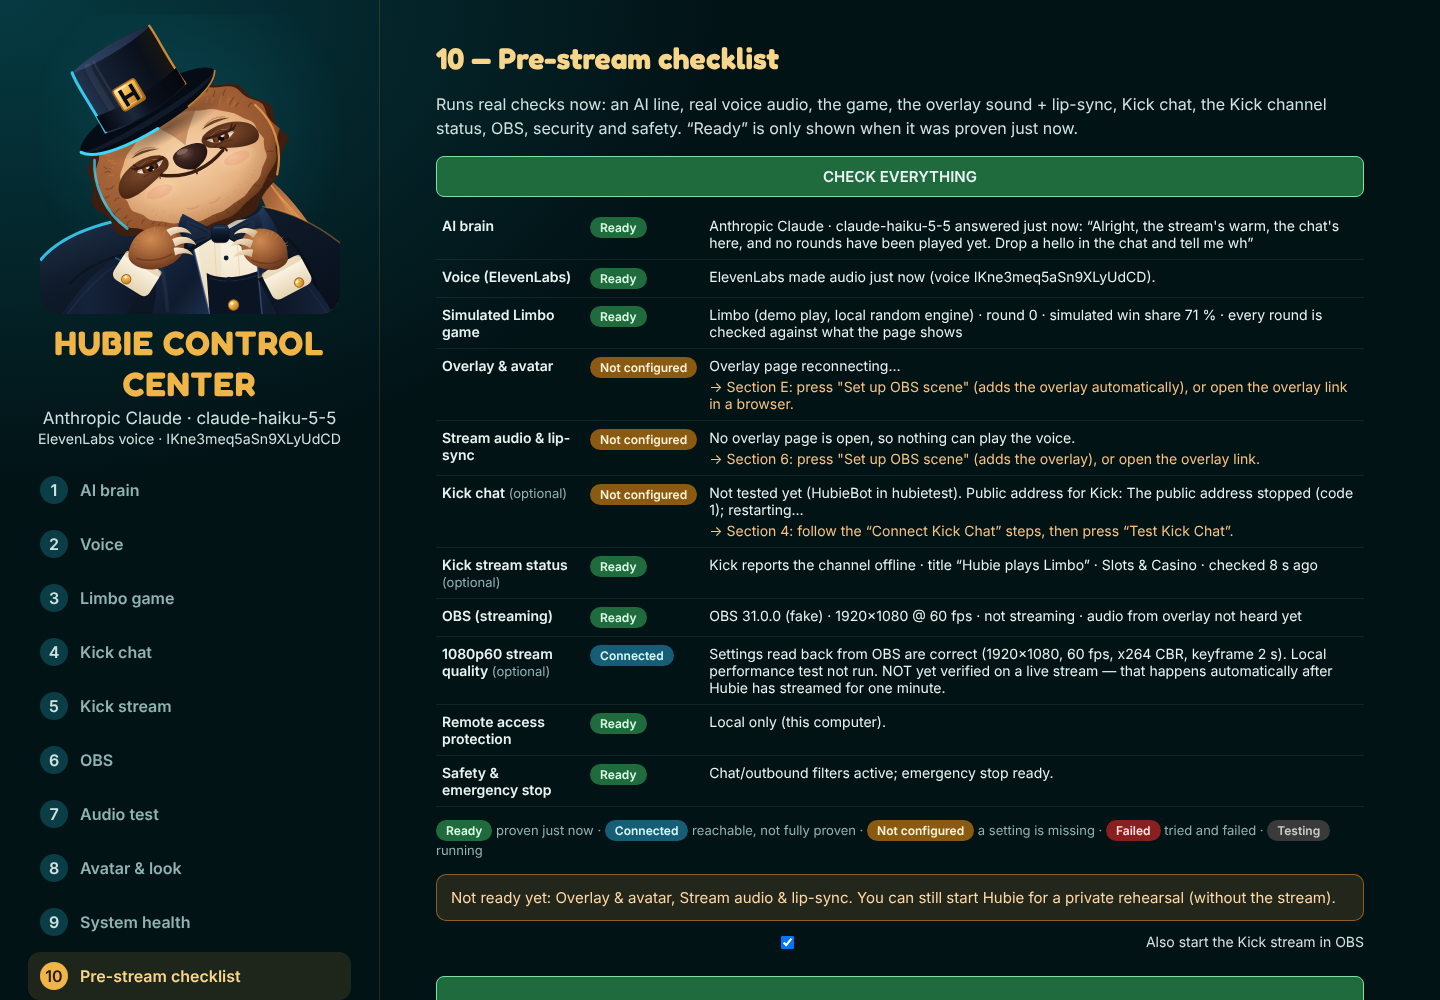 H
HUBIE CONTROL
CENTER
Anthropic Claude · claude-haiku-5-5
ElevenLabs voice · IKne3meq5aSn9XLyUdCD
1 AI brain
2 Voice
3 Limbo game
4 Kick chat
5 Kick stream
6 OBS
7 Audio test
8 Avatar & look
9 System health
10 Pre-stream checklist
10 — Pre-stream checklist
Runs real checks now: an AI line, real voice audio, the game, the overlay sound + lip-sync, Kick chat, the Kick channel
status, OBS, security and safety. “Ready” is only shown when it was proven just now.
CHECK EVERYTHING
AI brain Ready Anthropic Claude · claude-haiku-5-5 answered just now: “Alright, the stream's warm, the chat's
here, and no rounds have been played yet. Drop a hello in the chat and tell me wh”
Voice (ElevenLabs) Ready ElevenLabs made audio just now (voice IKne3meq5aSn9XLyUdCD).
Simulated Limbo Ready Limbo (demo play, local random engine) · round 0 · simulated win share 71 % · every round is
game checked against what the page shows
Overlay & avatar Not configured Overlay page reconnecting…
→ Section E: press "Set up OBS scene" (adds the overlay automatically), or open the overlay link
in a browser.
Stream audio & lip- Not configured No overlay page is open, so nothing can play the voice.
sync → Section 6: press "Set up OBS scene" (adds the overlay), or open the overlay link.
Kick chat (optional) Not configured Not tested yet (HubieBot in hubietest). Public address for Kick: The public address stopped (code
1); restarting…
→ Section 4: follow the “Connect Kick Chat” steps, then press “Test Kick Chat”.
Kick stream status Ready Kick reports the channel offline · title “Hubie plays Limbo” · Slots & Casino · checked 8 s ago
(optional)
OBS (streaming) Ready OBS 31.0.0 (fake) · 1920×1080 @ 60 fps · not streaming · audio from overlay not heard yet
1080p60 stream Connected Settings read back from OBS are correct (1920×1080, 60 fps, x264 CBR, keyframe 2 s). Local
quality (optional) performance test not run. NOT yet verified on a live stream — that happens automatically after
Hubie has streamed for one minute.
Remote access Ready Local only (this computer).
protection
Safety & Ready Chat/outbound filters active; emergency stop ready.
emergency stop
Ready proven just now · Connected reachable, not fully proven · Not configured a setting is missing · Failed tried and failed · Testing
running
Not ready yet: Overlay & avatar, Stream audio & lip-sync. You can still start Hubie for a private rehearsal (without the stream).
Also start the Kick stream in OBS